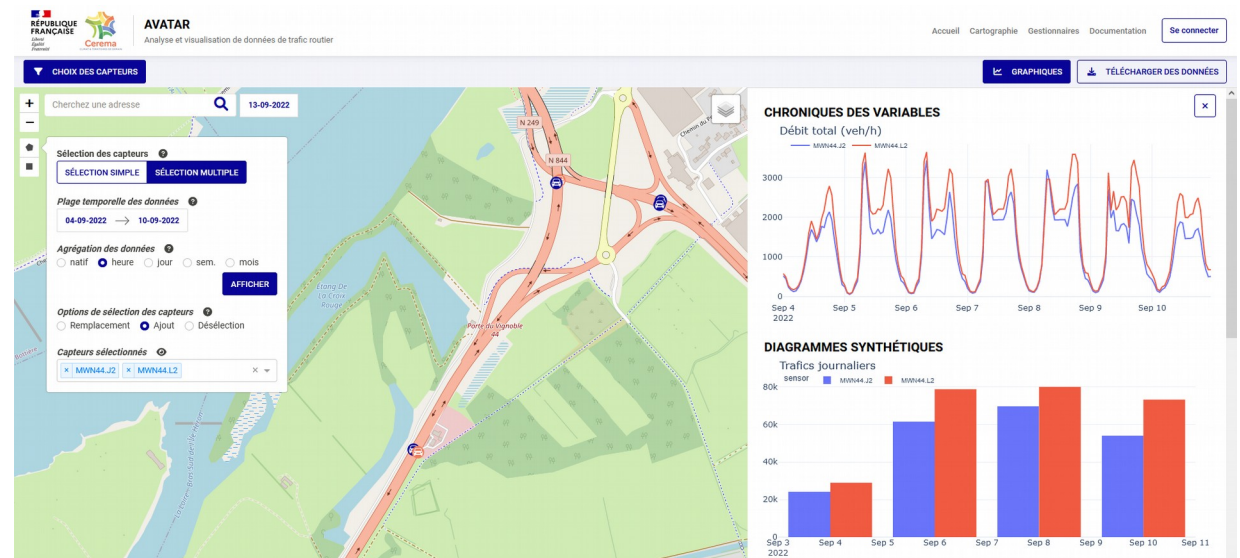 RÉPUBLIQUE
FRANÇAISE
Liberté
Égalité
Fraternité
Cerema
AVATAR
Analyse et visualisation de données de trafic routier
Accueil Cartographie Gestionnaires Documentation Se connecter
CHOIX DES CAPTEURS
GRAPHIQUES TÉLÉCHARGER DES DONNÉES
+ Cherchez une adresse 13-09-2022
−
Sélection des capteurs ?
SÉLECTION SIMPLE SÉLECTION MULTIPLE
Plage temporelle des données ?
04-09-2022 → 10-09-2022
Agrégation des données ?
natif heure jour sem. mois
AFFICHER
Options de sélection des capteurs ?
Remplacement Ajout Désélection
Capteurs sélectionnés
× MWN44.J2 × MWN44.L2 ×
N 249
N 844
Étang De
La Croix
Rouge
Porte du Vignoble
44
×
CHRONIQUES DES VARIABLES
Débit total (veh/h)
MWN44.J2 MWN44.L2
3000
2000
1000
0
Sep 4 Sep 5 Sep 6 Sep 7 Sep 8 Sep 9 Sep 10
2022
DIAGRAMMES SYNTHÉTIQUES
Trafics journaliers
sensor MWN44.J2 MWN44.L2
80k
60k
40k
20k
0
Sep 3 Sep 4 Sep 5 Sep 6 Sep 7 Sep 8 Sep 9 Sep 10 Sep 11
2022